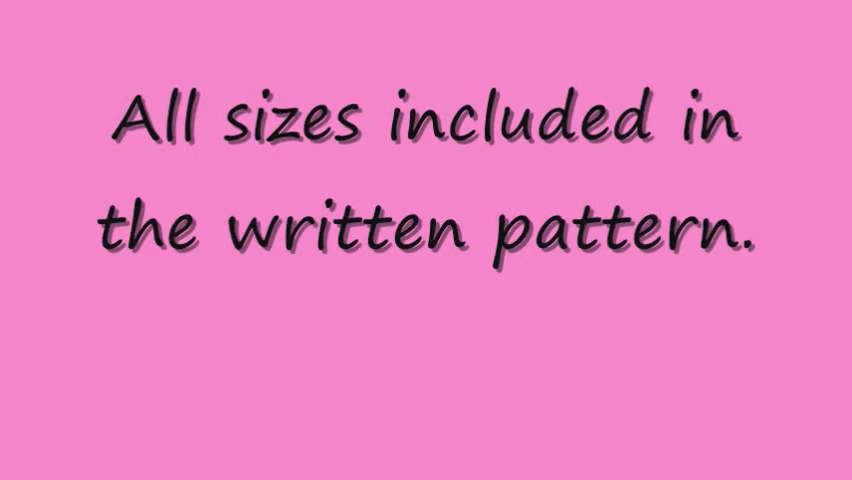 All sizes included in
the written pattern.